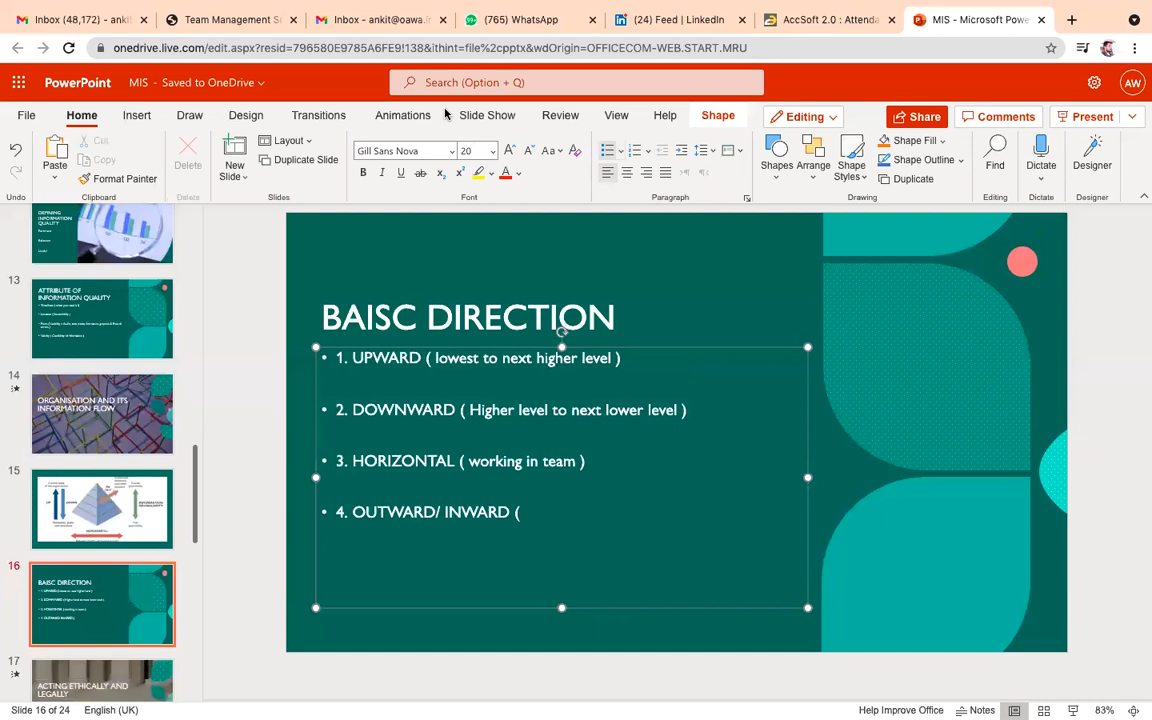 Inbox (48,172) - anki
Team Management S
Inbox - ankit@oawa.i
(765) WhatsApp
(24) Feed | LinkedIn
AccSoft 2.0 : Attenda
MIS - Microsoft Powe
onedrive.live.com/edit.aspx?resid=796580E9785A6FE9!138&ithint=file%2cpptx&wdOrigin=OFFICECOM-WEB.START.MRU
PowerPoint
MIS - Saved to OneDrive
Search (Option + Q)
AW
File
Home
Insert
Draw
Design
Transitions
Animations
Slide Show
Review
View
Help
Shape
Editing
Share
Comments
Present
Undo
Paste
Cut
Copy
Format Painter
Clipboard
Delete
Delete
New Slide
Layout
Duplicate Slide
Slides
Gill Sans Nova
20
Font
Paragraph
Shapes
Arrange
Shape Styles
Shape Fill
Shape Outline
Duplicate
Drawing
Find
Editing
Dictate
Dictate
Designer
Designer
DEFINING
INFORMATION
QUALITY
13
ATTRIBUTE OF
INFORMATION QUALITY
14
ORGANISATION AND ITS
INFORMATION FLOW
15
16
BAISC DIRECTION
17
ACTING ETHICALLY AND
LEGALLY
BAISC DIRECTION
• 1. UPWARD ( lowest to next higher level )
• 2. DOWNWARD ( Higher level to next lower level )
• 3. HORIZONTAL ( working in team )
• 4. OUTWARD/ INWARD (
Slide 16 of 24
English (UK)
Help Improve Office
Notes
83%